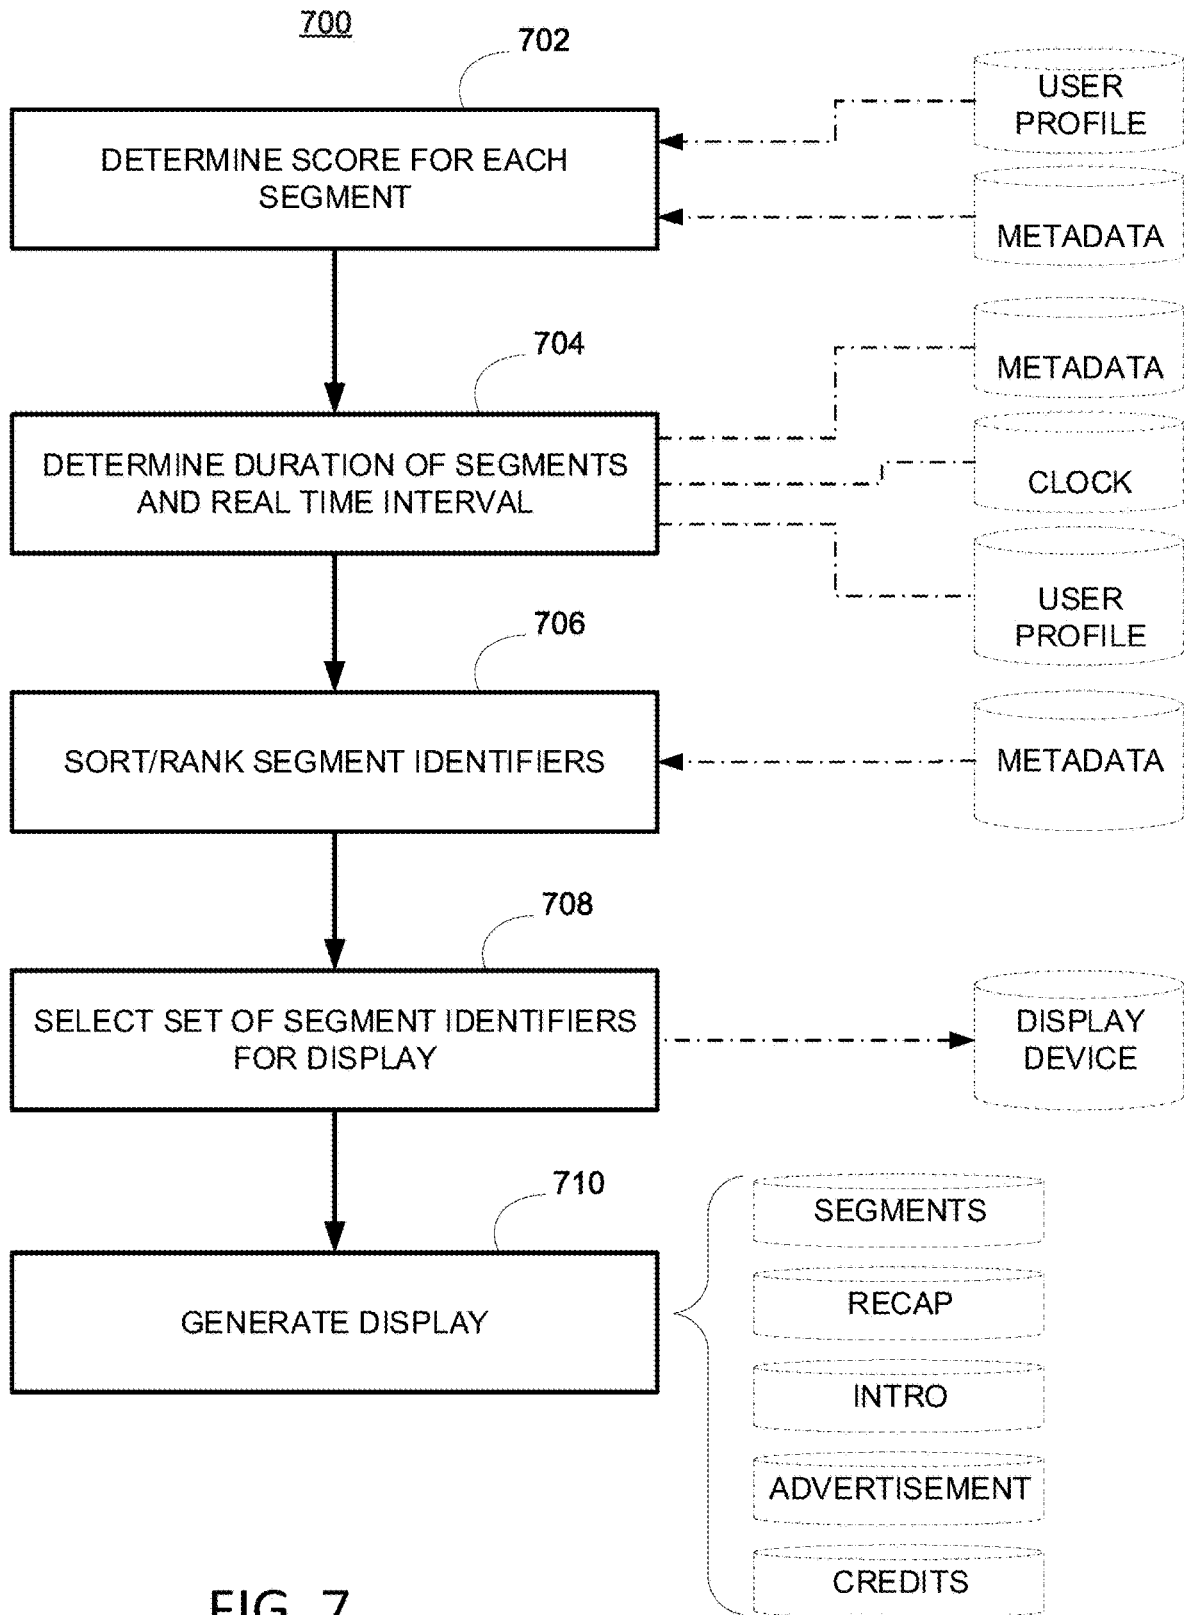 700
702
USER
PROFILE
DETERMINE SCORE FOR EACH
SEGMENT
METADATA
704
METADATA
DETERMINE DURATION OF SEGMENTS
AND REAL TIME INTERVAL
CLOCK
USER
PROFILE
706
SORT/RANK SEGMENT IDENTIFIERS
METADATA
708
SELECT SET OF SEGMENT IDENTIFIERS
FOR DISPLAY
DISPLAY
DEVICE
710
GENERATE DISPLAY
SEGMENTS
RECAP
INTRO
ADVERTISEMENT
CREDITS
FIG. 7